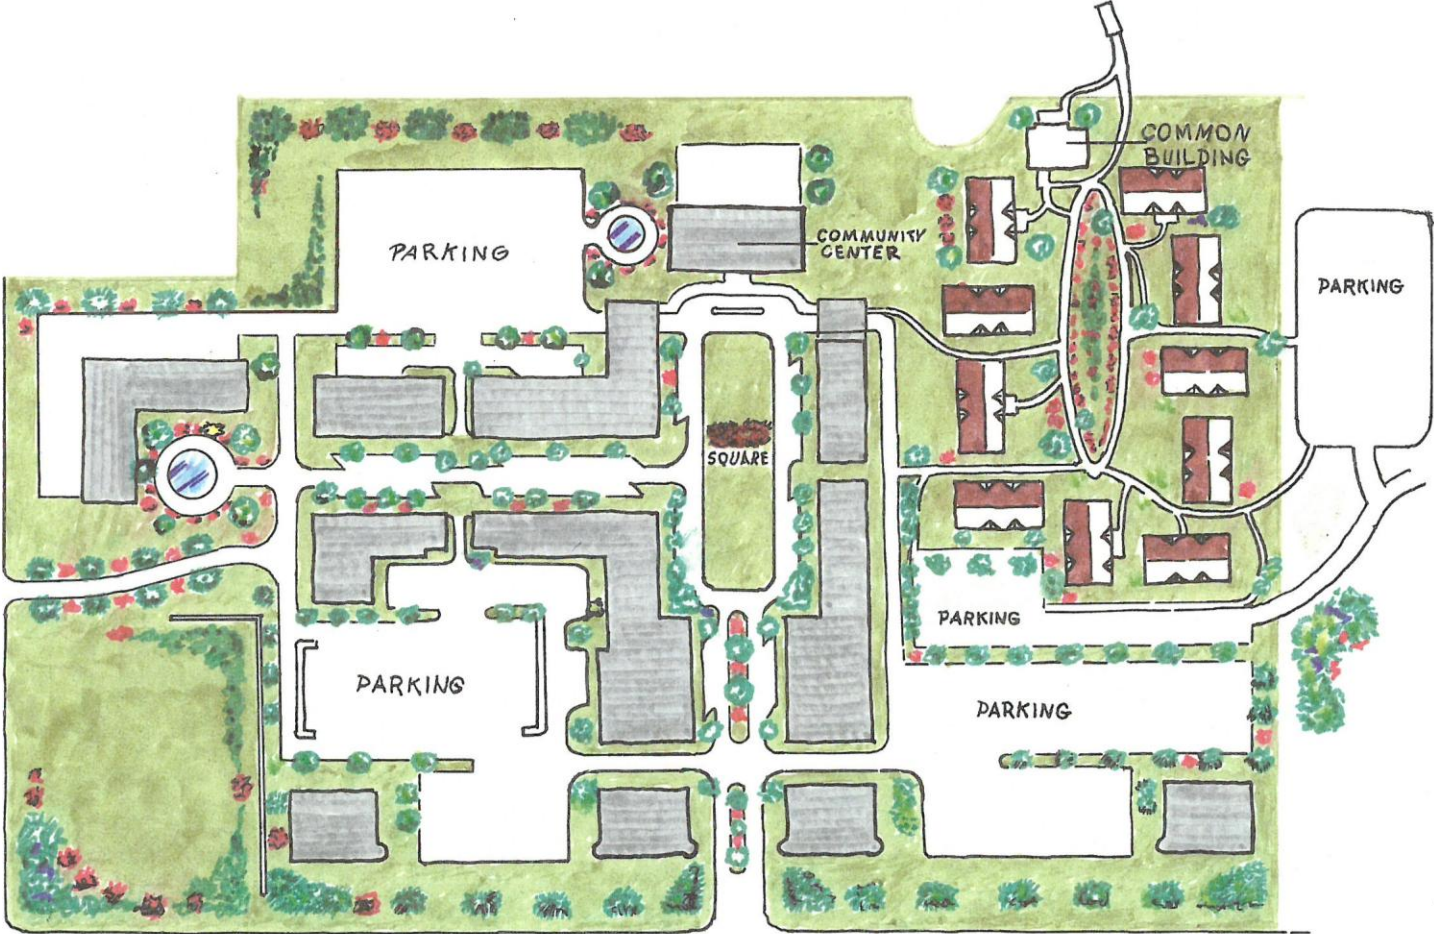 COMMON
BUILDING
PARKING
COMMUNITY
CENTER
PARKING
SQUARE
PARKING
PARKING
PARKING